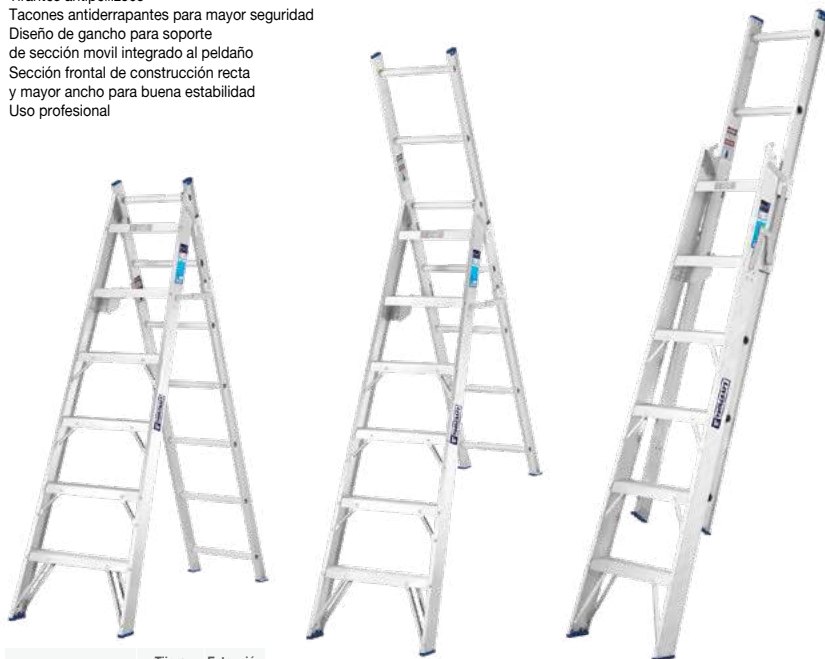 Tacones antiderrapantes para mayor seguridad
Diseño de gancho para soporte
de sección movil integrado al peldaño
Sección frontal de construcción recta
y mayor ancho para buena estabilidad
Uso profesional